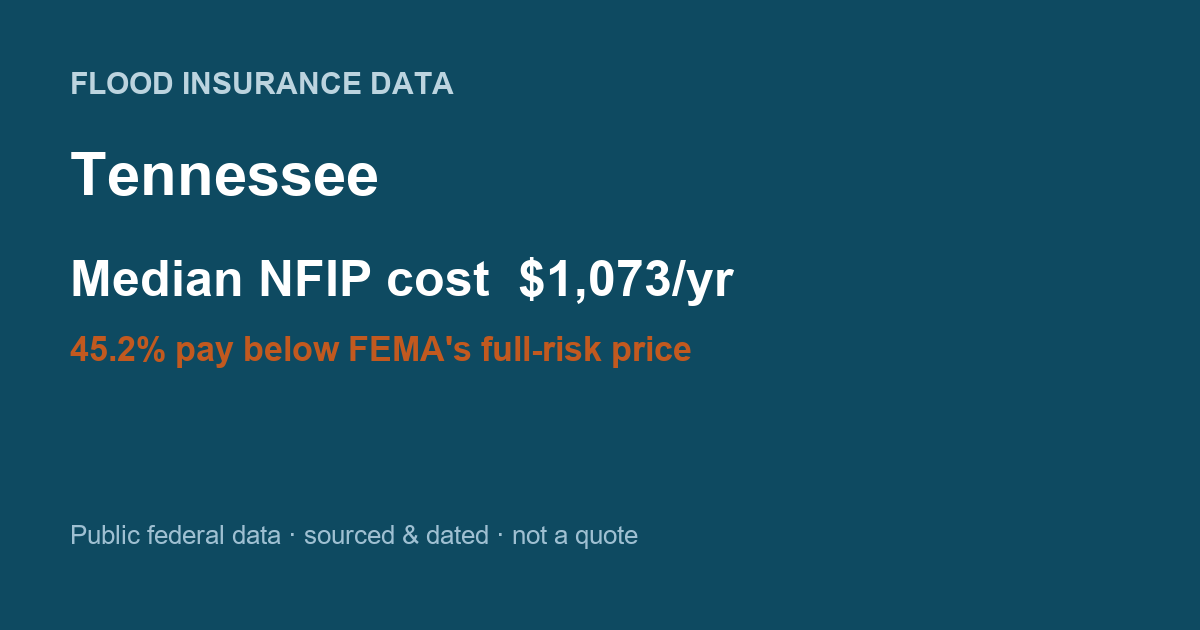 FLOOD INSURANCE DATA
Tennessee
Median NFIP cost  $1,073/yr
45.2% pay below FEMA's full-risk price
Public federal data · sourced & dated · not a quote